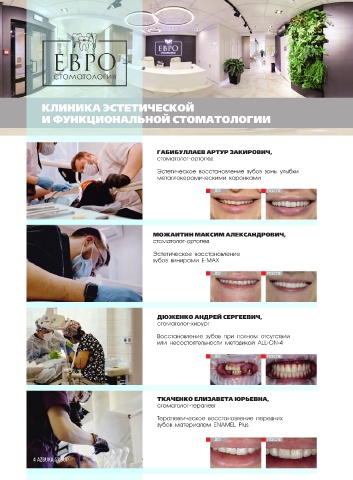 ЕВРО
СТОМАТОЛОГИЯ
ЕВРО
КЛИНИКА ЭСТЕТИЧЕСКОЙ
И ФУНКЦИОНАЛЬНОЙ СТОМАТОЛОГИИ
ГАБИБУЛЛАЕВ АРТУР ЗАКИРОВИЧ,
стоматолог-ортопед
Эстетическое восстановление зубов зоны улыбки
металлокерамическими коронками
ДО ПОСЛЕ
МОЖАИТИН МАКСИМ АЛЕКСАНДРОВИЧ,
стоматолог-ортопед
Эстетическое восстановление
зубов винирами E-MAX
ДО ПОСЛЕ
ДЮЖЕНКО АНДРЕЙ СЕРГЕЕВИЧ,
стоматолог-хирург
Восстановление зубов при полном отсутствии
или несостоятельности методикой ALL-ON-4
ДО ПОСЛЕ
ТКАЧЕНКО ЕЛИЗАВЕТА ЮРЬЕВНА,
стоматолог-терапевт
Терапевтическое восстановление передних
зубов материалом ENAMEL Plus
ДО ПОСЛЕ
4